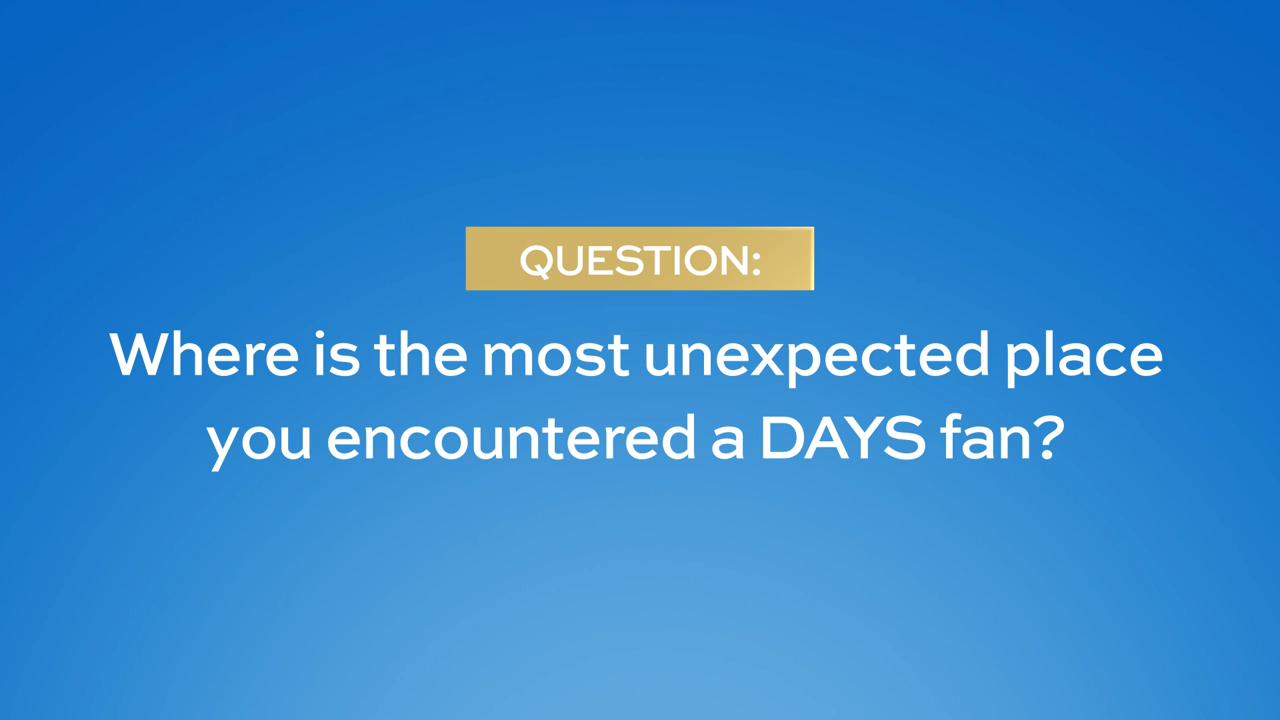 QUESTION:
Where is the most unexpected place
you encountered a DAYS fan?